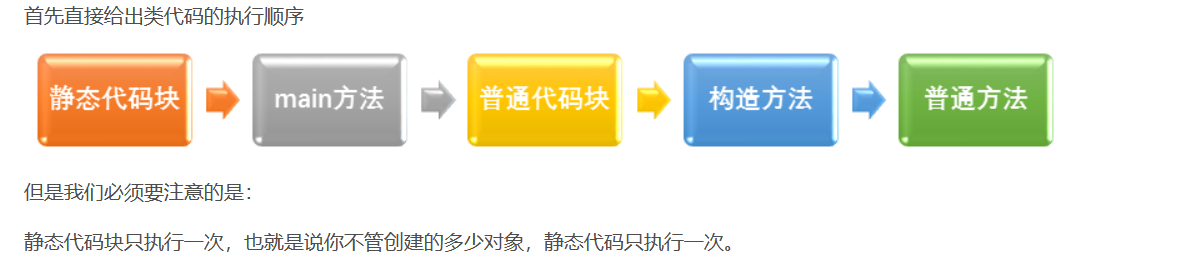 首先直接给出类代码的执行顺序
静态代码块 main方法 普通代码块 构造方法 普通方法
但是我们必须要注意的是：
静态代码块只执行一次，也就是说你不管创建的多少对象，静态代码只执行一次。